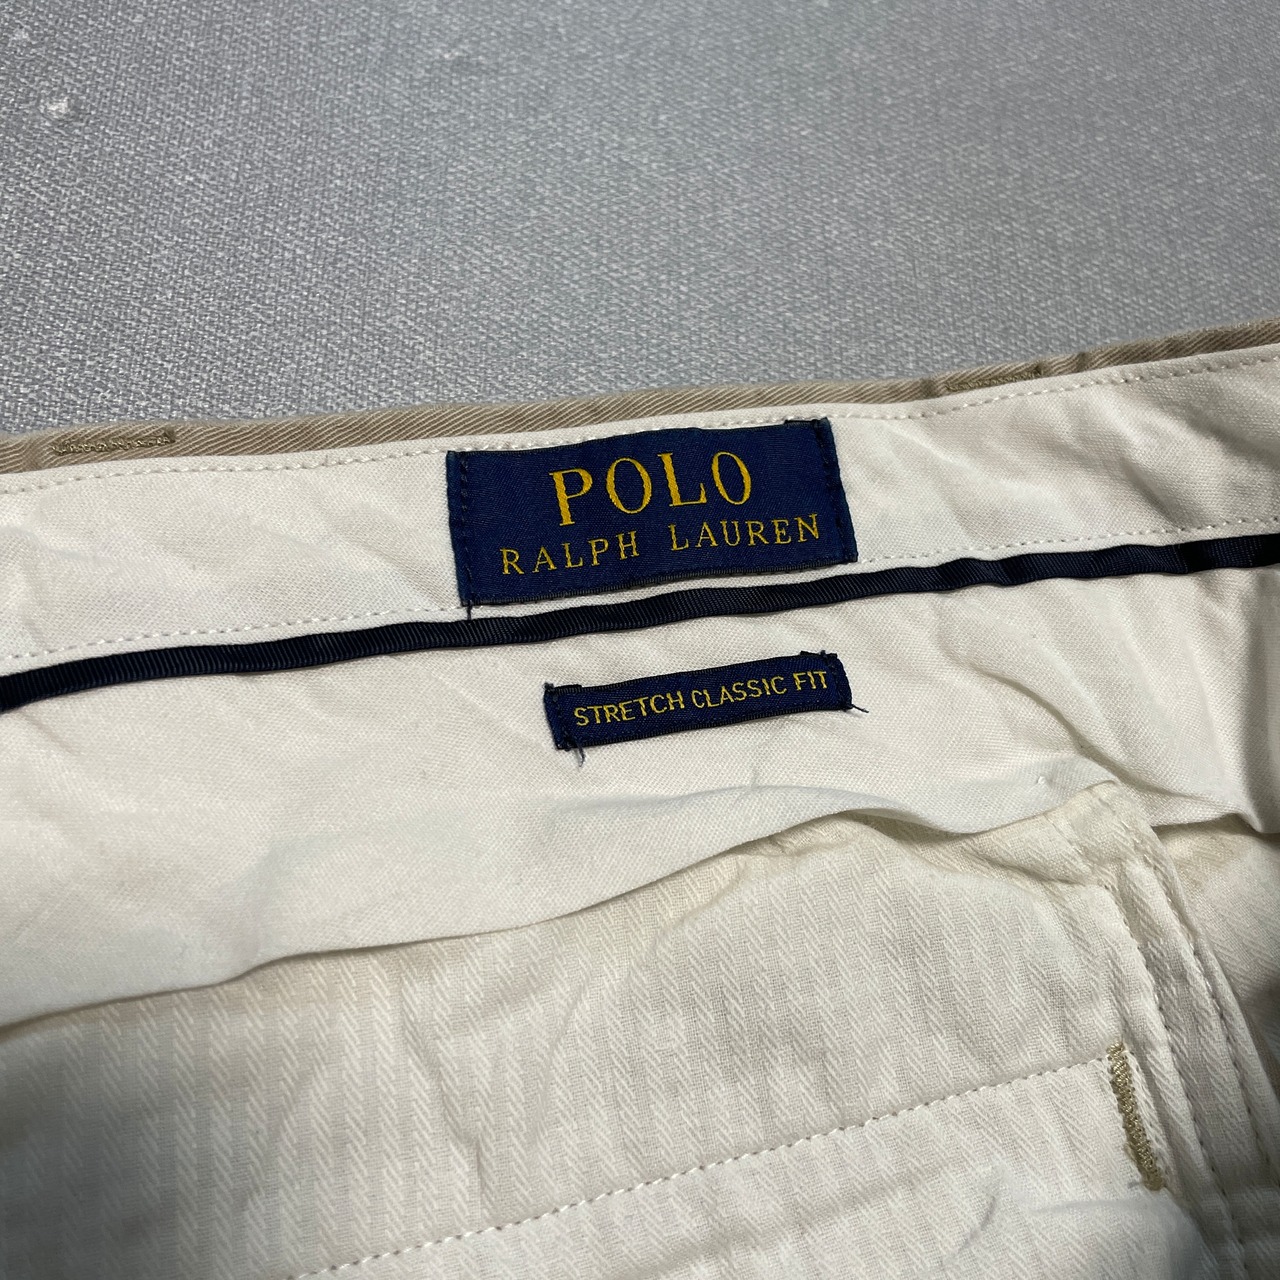 POLO
RALPH LAUREN
STRETCH CLASSIC FIT